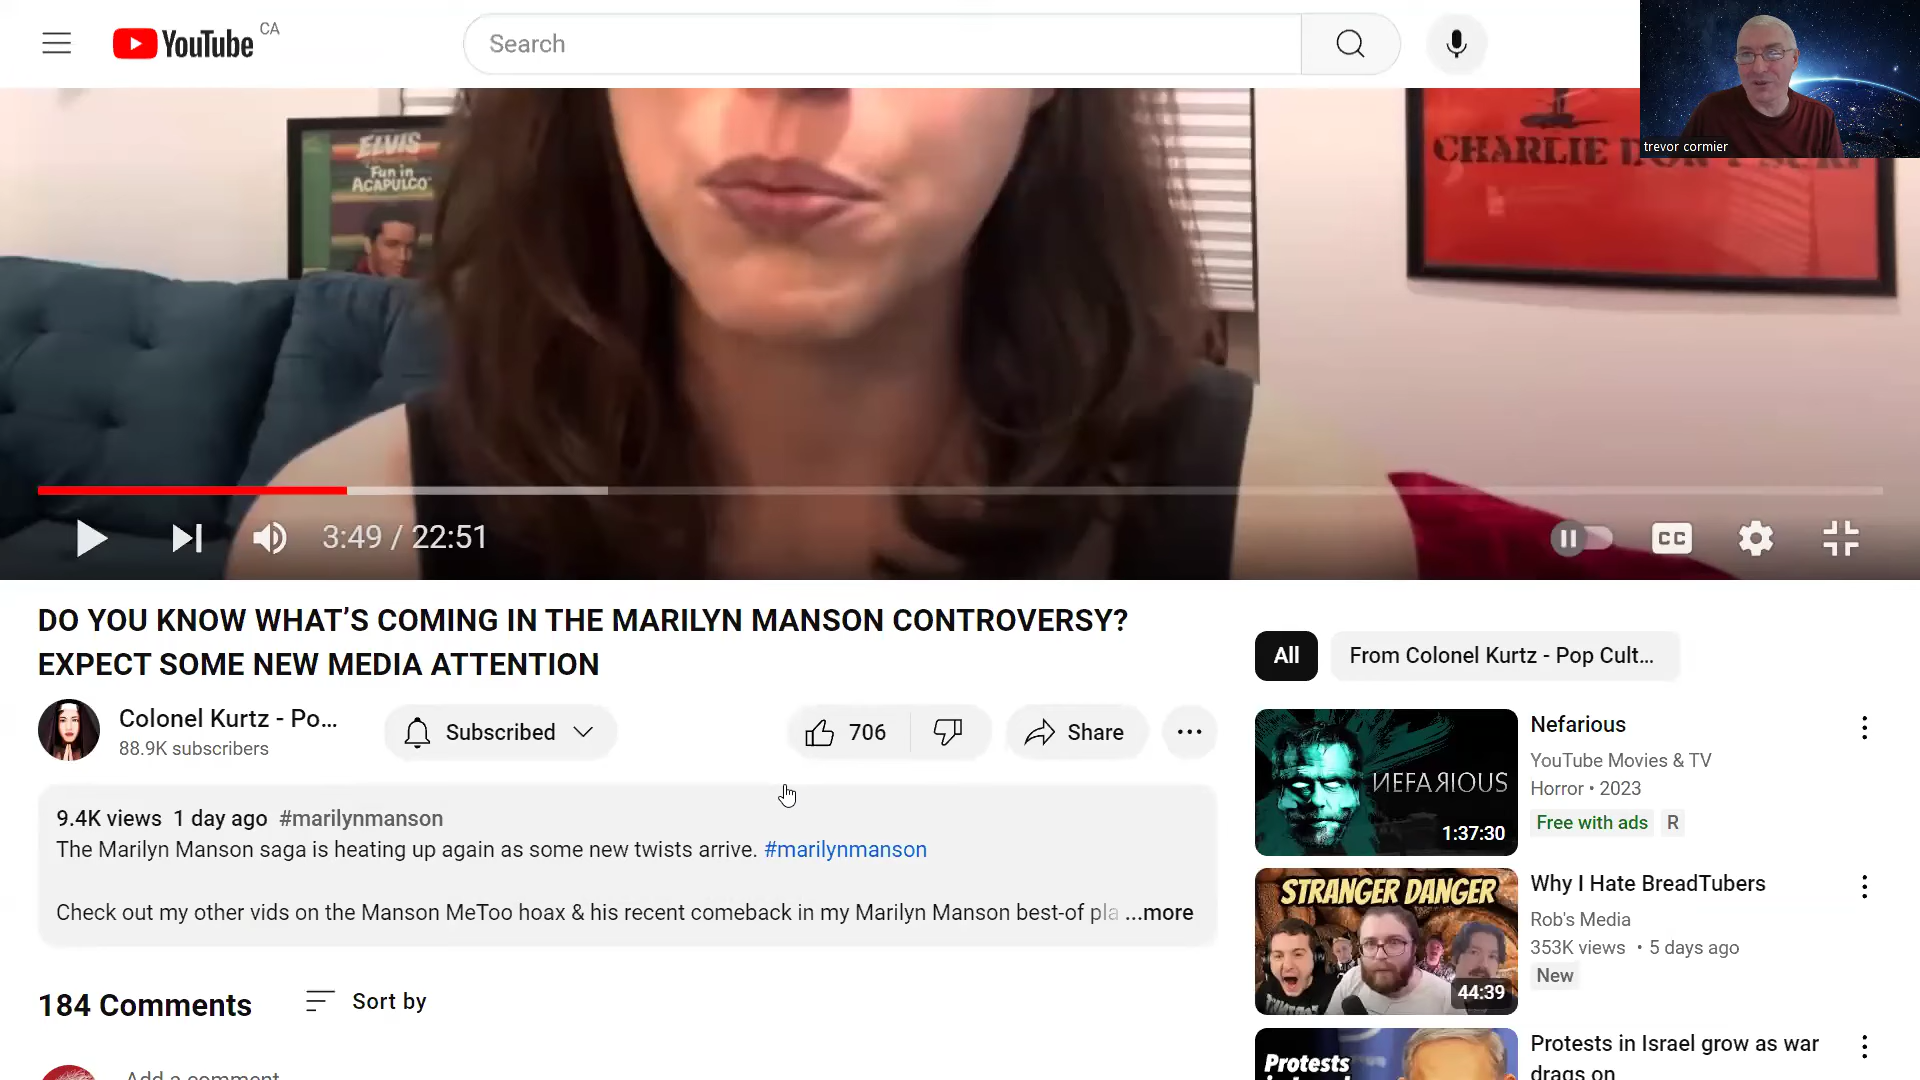 YouTube CA
Search
trevor cormier
ELVIS
Fun in
ACAPULCO
CHARLIE DON'T SURF
3:49 / 22:51
CC
DO YOU KNOW WHAT’S COMING IN THE MARILYN MANSON CONTROVERSY?
EXPECT SOME NEW MEDIA ATTENTION
Colonel Kurtz - Po...
88.9K subscribers
Subscribed
706
Share
9.4K views 1 day ago #marilynmanson
The Marilyn Manson saga is heating up again as some new twists arrive. #marilynmanson
Check out my other vids on the Manson MeToo hoax & his recent comeback in my Marilyn Manson best-of pla ...more
184 Comments
Sort by
Add a comment
All
From Colonel Kurtz - Pop Cult...
NEFARIOUS
1:37:30
Nefarious
YouTube Movies & TV
Horror • 2023
Free with ads R
STRANGER DANGER
44:39
Why I Hate BreadTubers
Rob's Media
353K views • 5 days ago
New
Protests
Protests in Israel grow as war
drags on